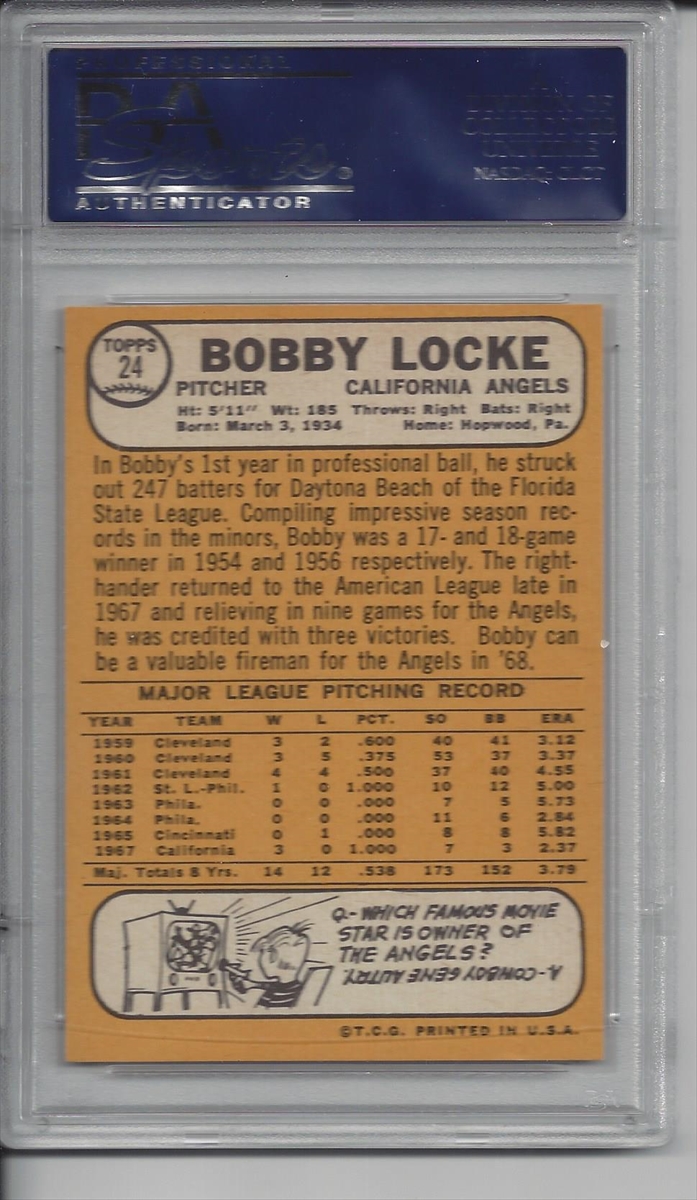 PROFESSIONAL
PSA
Sports®
AUTHENTICATOR
DIVISION OF
COLLECTORS
UNIVERSE
NASDAQ: CLCT
TOPPS
24
BOBBY LOCKE
PITCHER CALIFORNIA ANGELS
Ht: 5'11" Wt: 185 Throws: Right Bats: Right
Born: March 3, 1934 Home: Hopwood, Pa.
In Bobby's 1st year in professional ball, he struck
out 247 batters for Daytona Beach of the Florida
State League. Compiling impressive season rec-
ords in the minors, Bobby was a 17- and 18-game
winner in 1954 and 1956 respectively. The right-
hander returned to the American League late in
1967 and relieving in nine games for the Angels,
he was credited with three victories. Bobby can
be a valuable fireman for the Angels in '68.
MAJOR LEAGUE PITCHING RECORD
YEAR TEAM W L PCT. SO BB ERA
1959 Cleveland 3 2 .600 40 41 3.12
1960 Cleveland 3 5 .375 53 37 3.37
1961 Cleveland 4 4 .500 37 40 4.55
1962 St. L.-Phil. 1 0 1.000 10 12 5.00
1963 Phila. 0 0 .000 7 5 5.73
1964 Phila. 0 0 .000 11 6 2.84
1965 Cincinnati 0 1 .000 8 8 5.82
1967 California 3 0 1.000 7 3 2.37
Maj. Totals 8 Yrs. 14 12 .538 173 152 3.79
Q.- WHICH FAMOUS MOVIE
STAR IS OWNER OF
THE ANGELS?
A-COWBOY GENE AUTRY.
©T.C.G. PRINTED IN U.S.A.